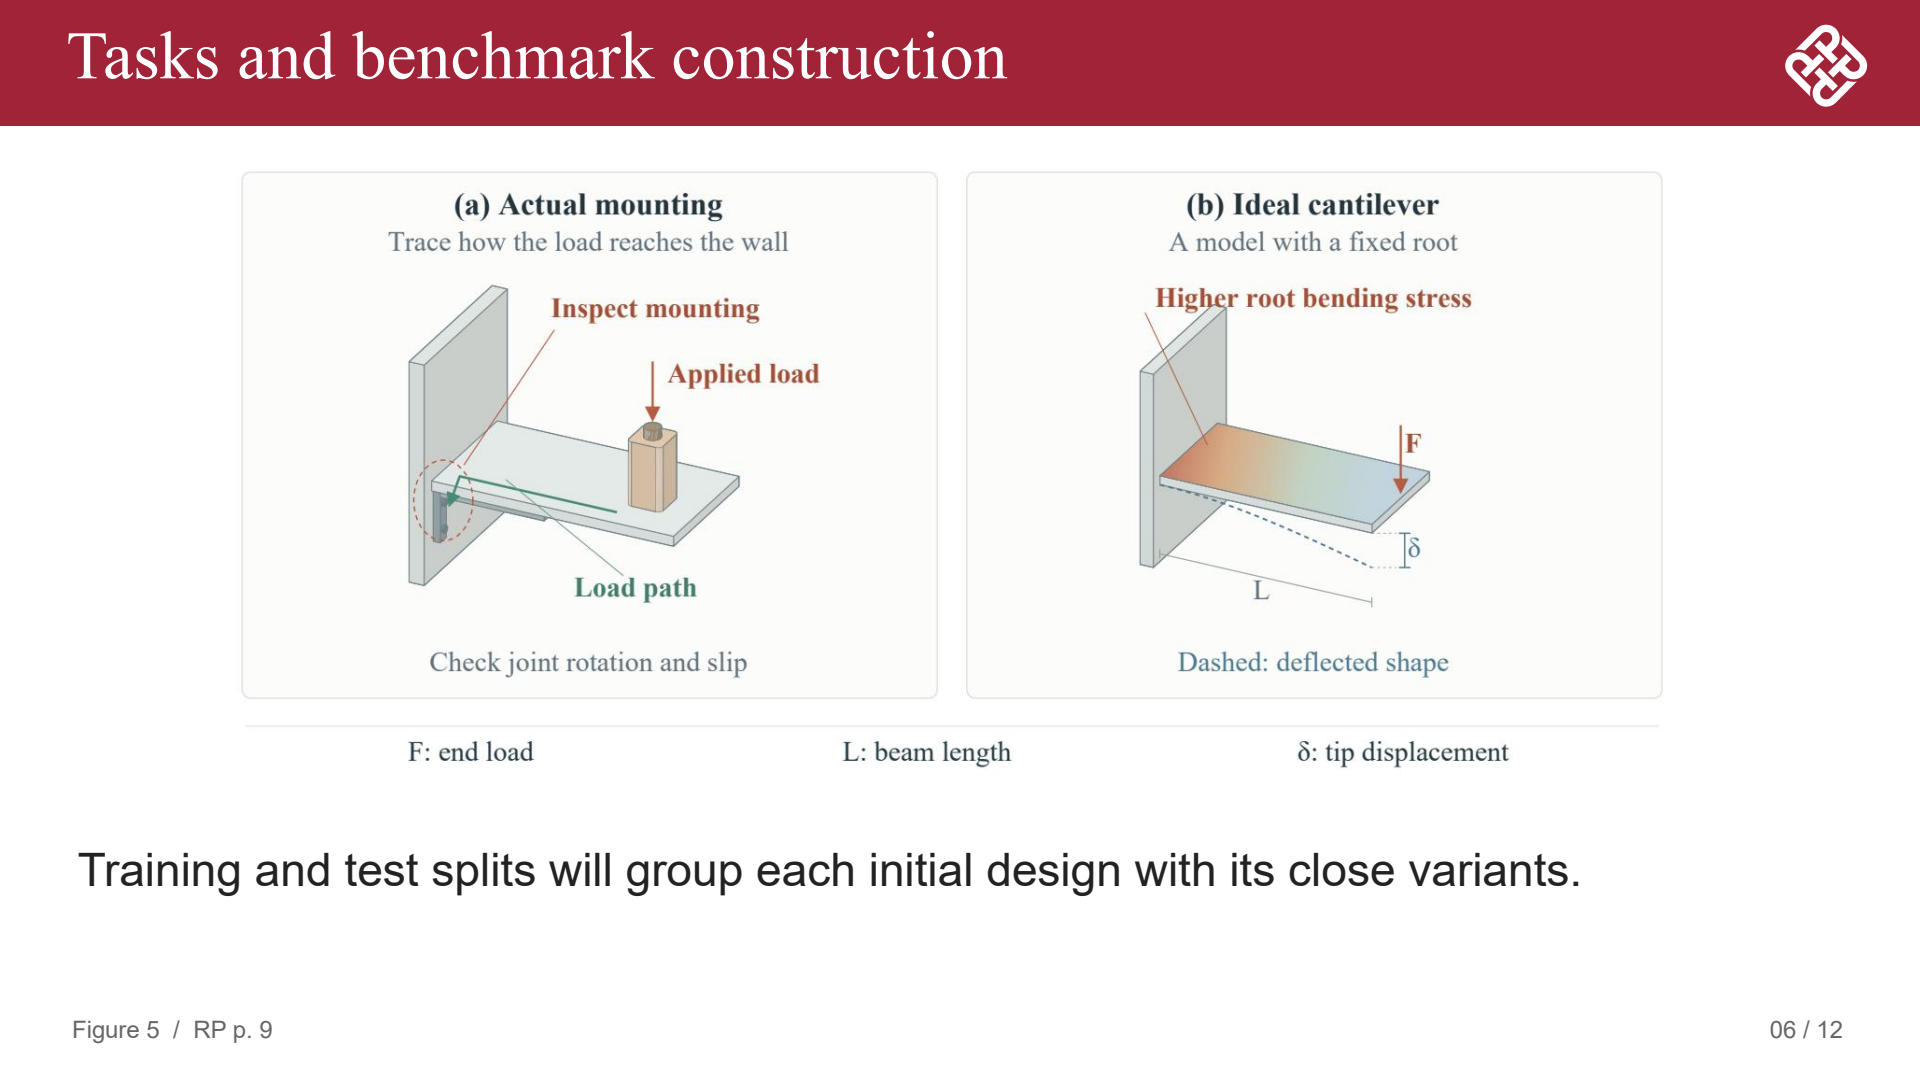 Tasks and benchmark construction
(a) Actual mounting
Trace how the load reaches the wall
Inspect mounting
Applied load
Load path
Check joint rotation and slip
(b) Ideal cantilever
A model with a fixed root
Higher root bending stress
F
δ
L
Dashed: deflected shape
F: end load
L: beam length
δ: tip displacement
Training and test splits will group each initial design with its close variants.
Figure 5 / RP p. 9
06 / 12